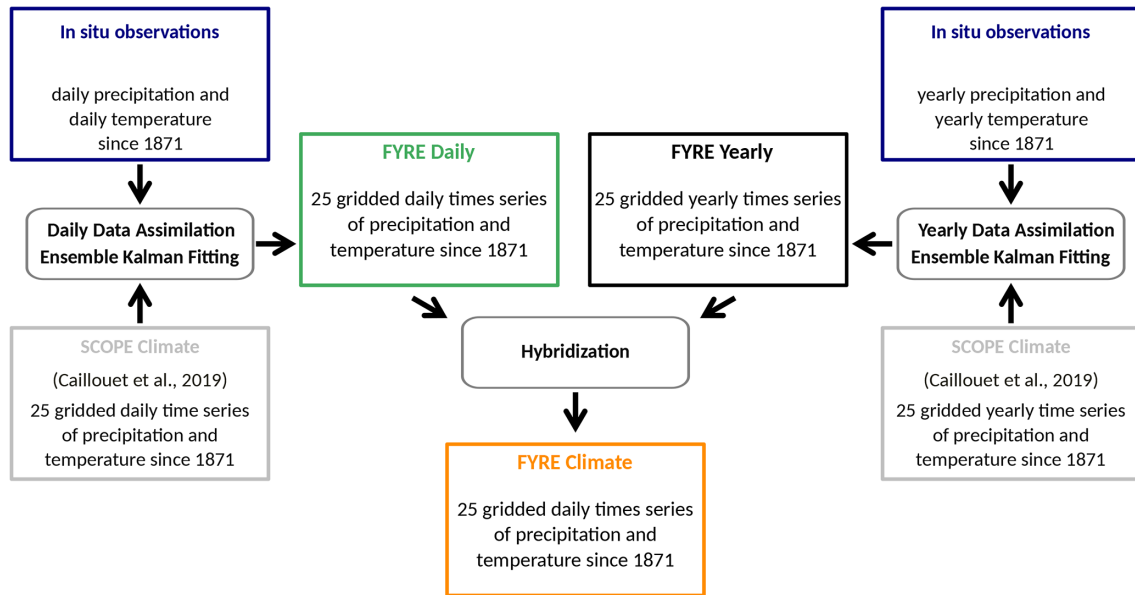 In situ observations
daily precipitation and
daily temperature
since 1871
Daily Data Assimilation
Ensemble Kalman Fitting
SCOPE Climate
(Caillouet et al., 2019)
25 gridded daily time series
of precipitation and
temperature since 1871
FYRE Daily
25 gridded daily times series
of precipitation and
temperature since 1871
FYRE Yearly
25 gridded yearly times series
of precipitation and
temperature since 1871
In situ observations
yearly precipitation and
yearly temperature
since 1871
Yearly Data Assimilation
Ensemble Kalman Fitting
SCOPE Climate
(Caillouet et al., 2019)
25 gridded yearly time series
of precipitation and
temperature since 1871
Hybridization
FYRE Climate
25 gridded daily times series
of precipitation and
temperature since 1871